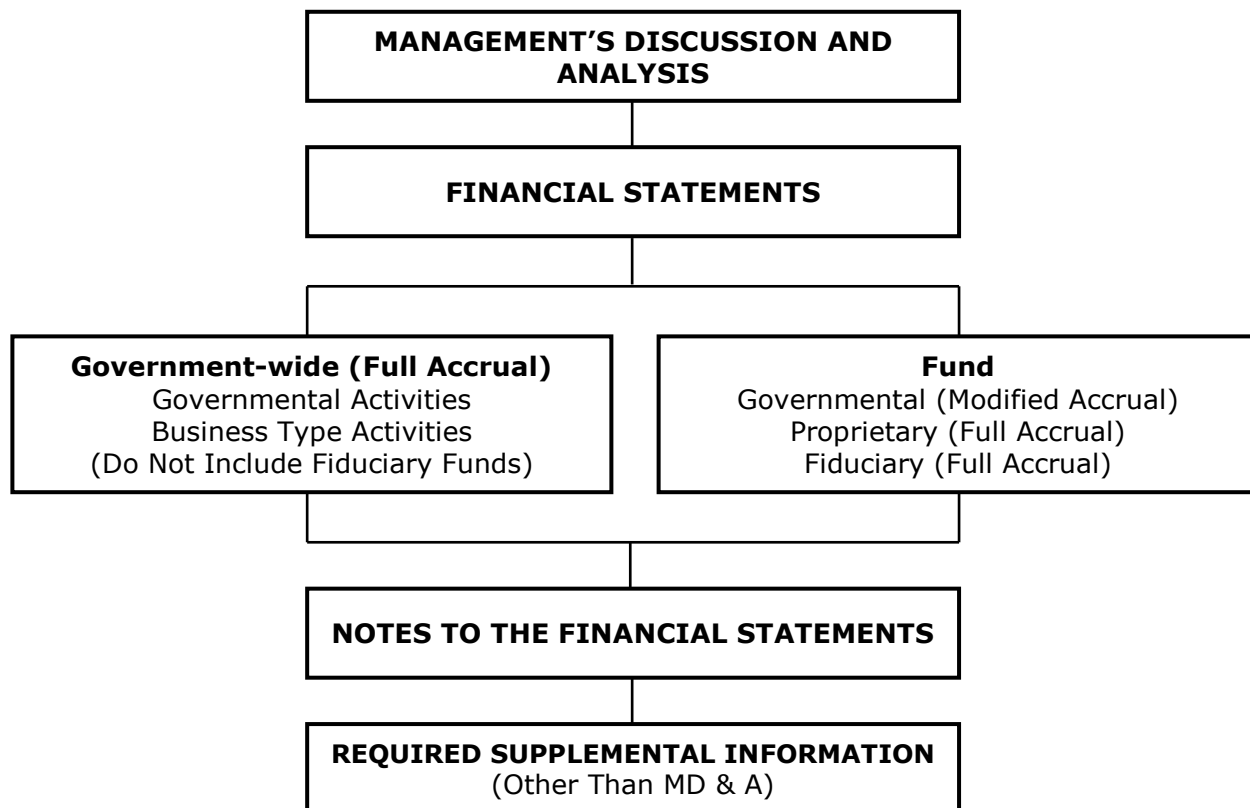 MANAGEMENT’S DISCUSSION AND
ANALYSIS
FINANCIAL STATEMENTS
Government-wide (Full Accrual)
Governmental Activities
Business Type Activities
(Do Not Include Fiduciary Funds)
Fund
Governmental (Modified Accrual)
Proprietary (Full Accrual)
Fiduciary (Full Accrual)
NOTES TO THE FINANCIAL STATEMENTS
REQUIRED SUPPLEMENTAL INFORMATION
(Other Than MD & A)